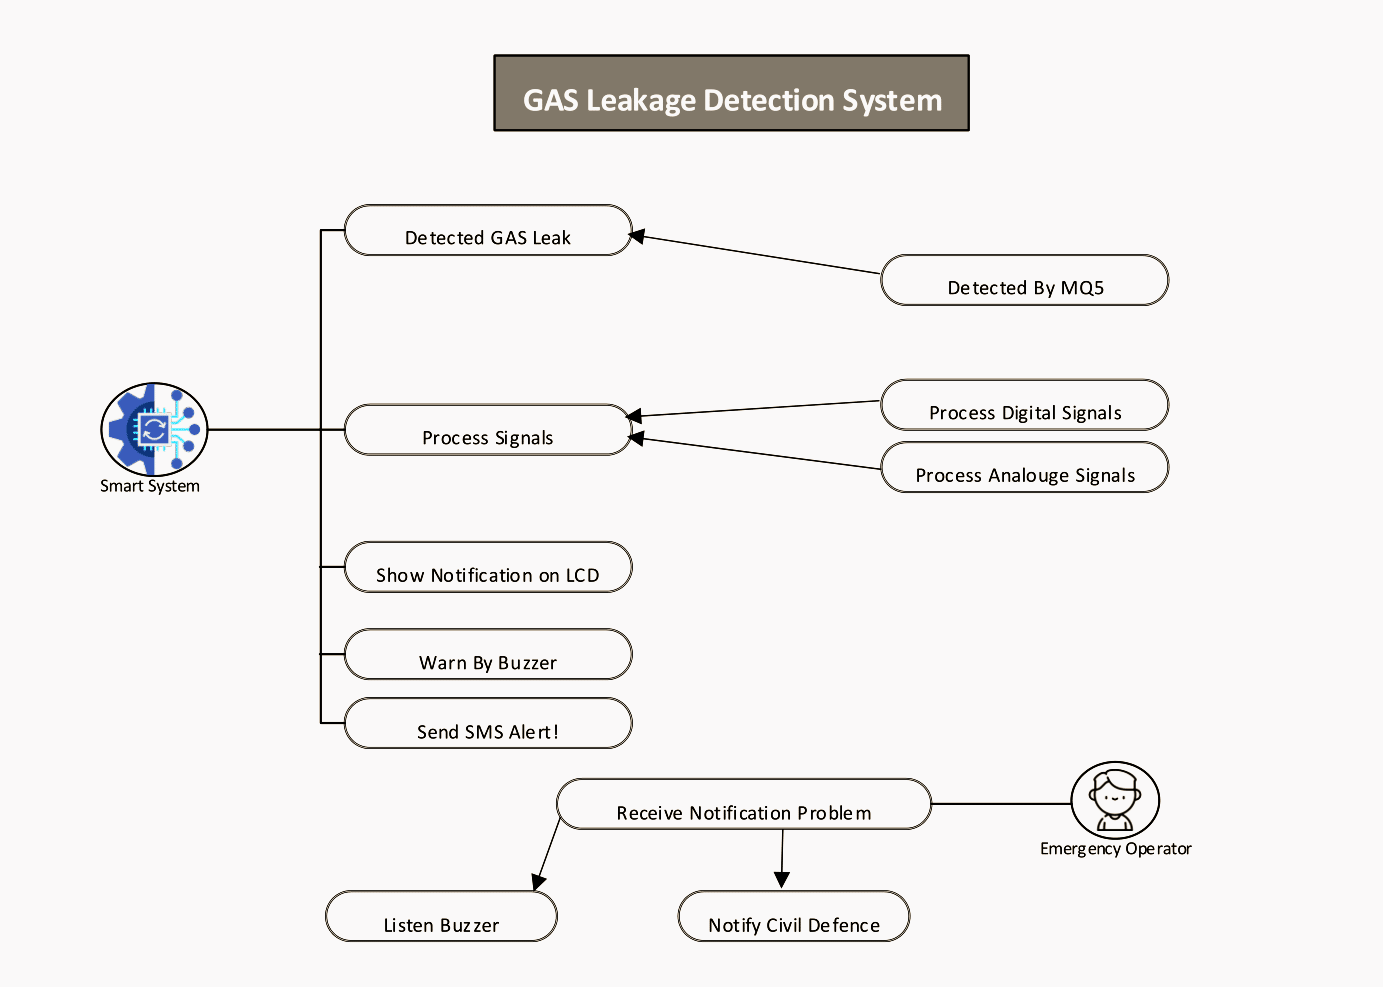 GAS Leakage Detection System
Detected GAS Leak
Detected By MQ5
Process Digital Signals
Process Signals
Process Analouge Signals
Smart System
Show Notification on LCD
Warn By Buzzer
Send SMS Alert!
Receive Notification Problem
Emergency Operator
Listen Buzzer
Notify Civil Defence